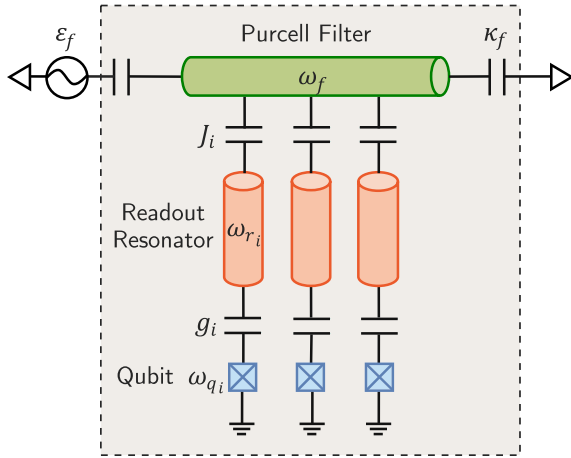 ε_f
Purcell Filter
κ_f
ω_f
J_i
Readout
Resonator
ω_{r_i}
g_i
Qubit ω_{q_i}